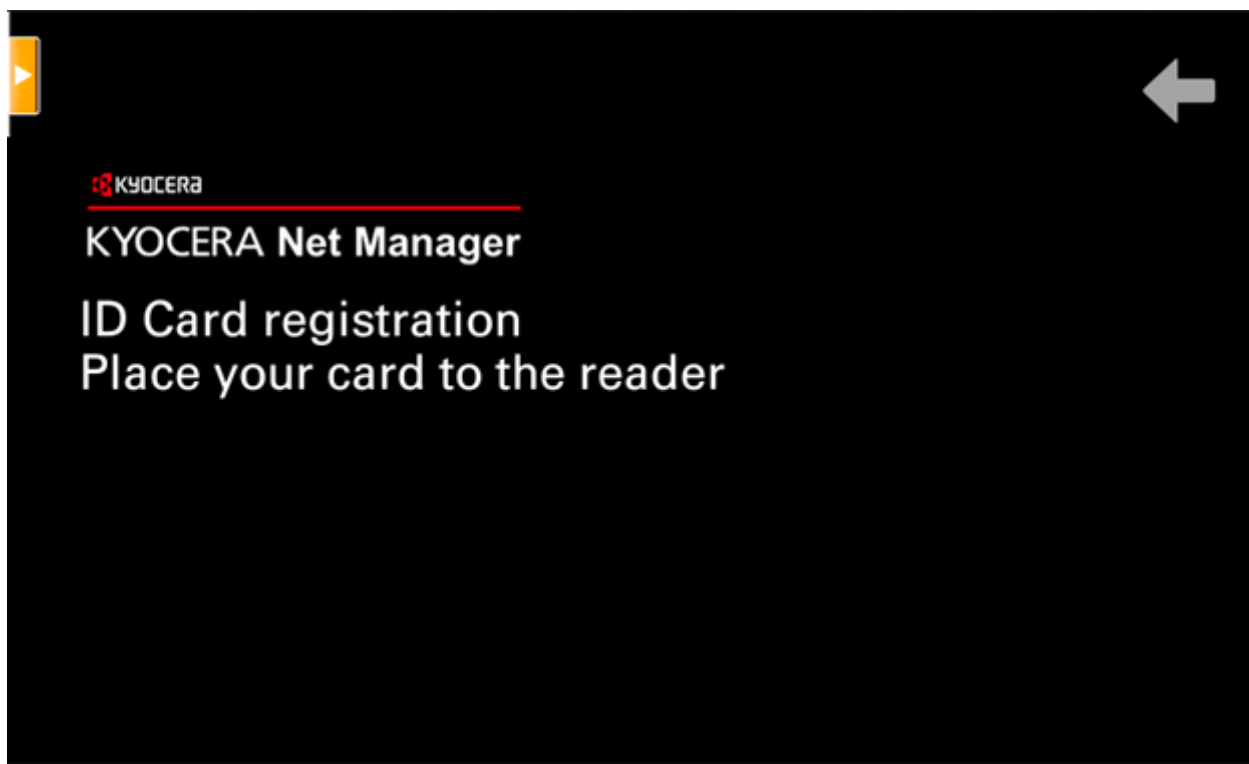 KYOCERA
KYOCERA Net Manager
ID Card registration
Place your card to the reader